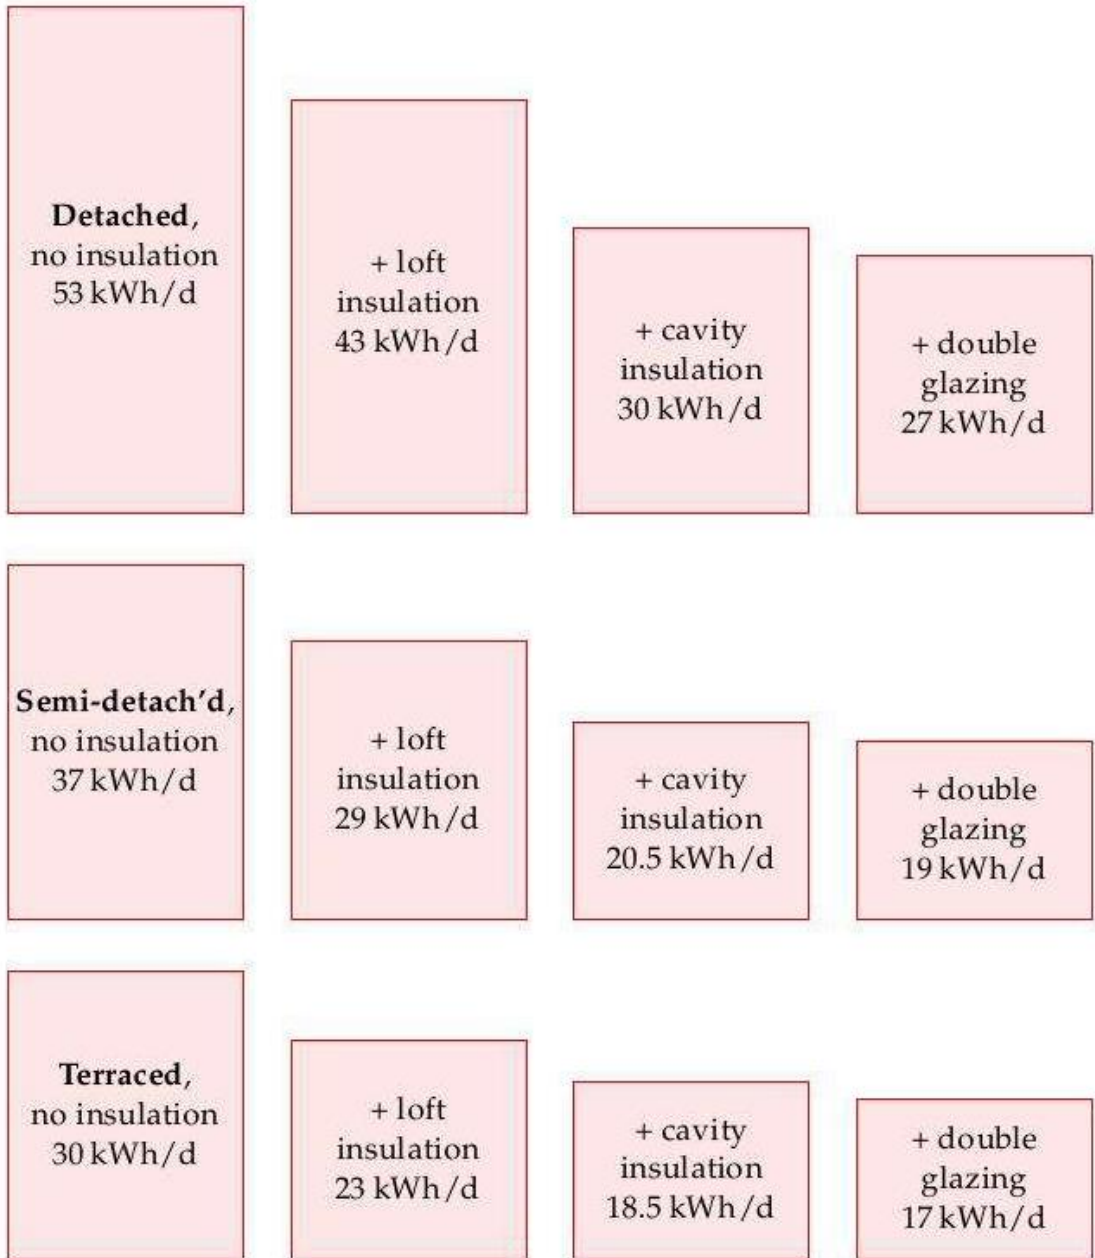 Detached,
no insulation
53 kWh/d
+ loft
insulation
43 kWh/d
+ cavity
insulation
30 kWh/d
+ double
glazing
27 kWh/d
Semi-detach’d,
no insulation
37 kWh/d
+ loft
insulation
29 kWh/d
+ cavity
insulation
20.5 kWh/d
+ double
glazing
19 kWh/d
Terraced,
no insulation
30 kWh/d
+ loft
insulation
23 kWh/d
+ cavity
insulation
18.5 kWh/d
+ double
glazing
17 kWh/d